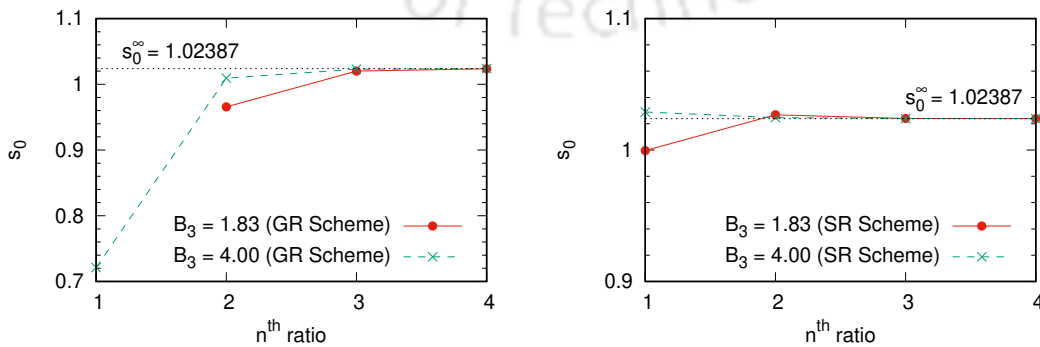 of Techno
1.1
s₀^∞ = 1.02387
1
0.9
0.8
0.7
s₀
B₃ = 1.83 (GR Scheme)
B₃ = 4.00 (GR Scheme)
1 2 3 4
nᵗʰ ratio
1.1
s₀^∞ = 1.02387
1
0.9
s₀
B₃ = 1.83 (SR Scheme)
B₃ = 4.00 (SR Scheme)
1 2 3 4
nᵗʰ ratio